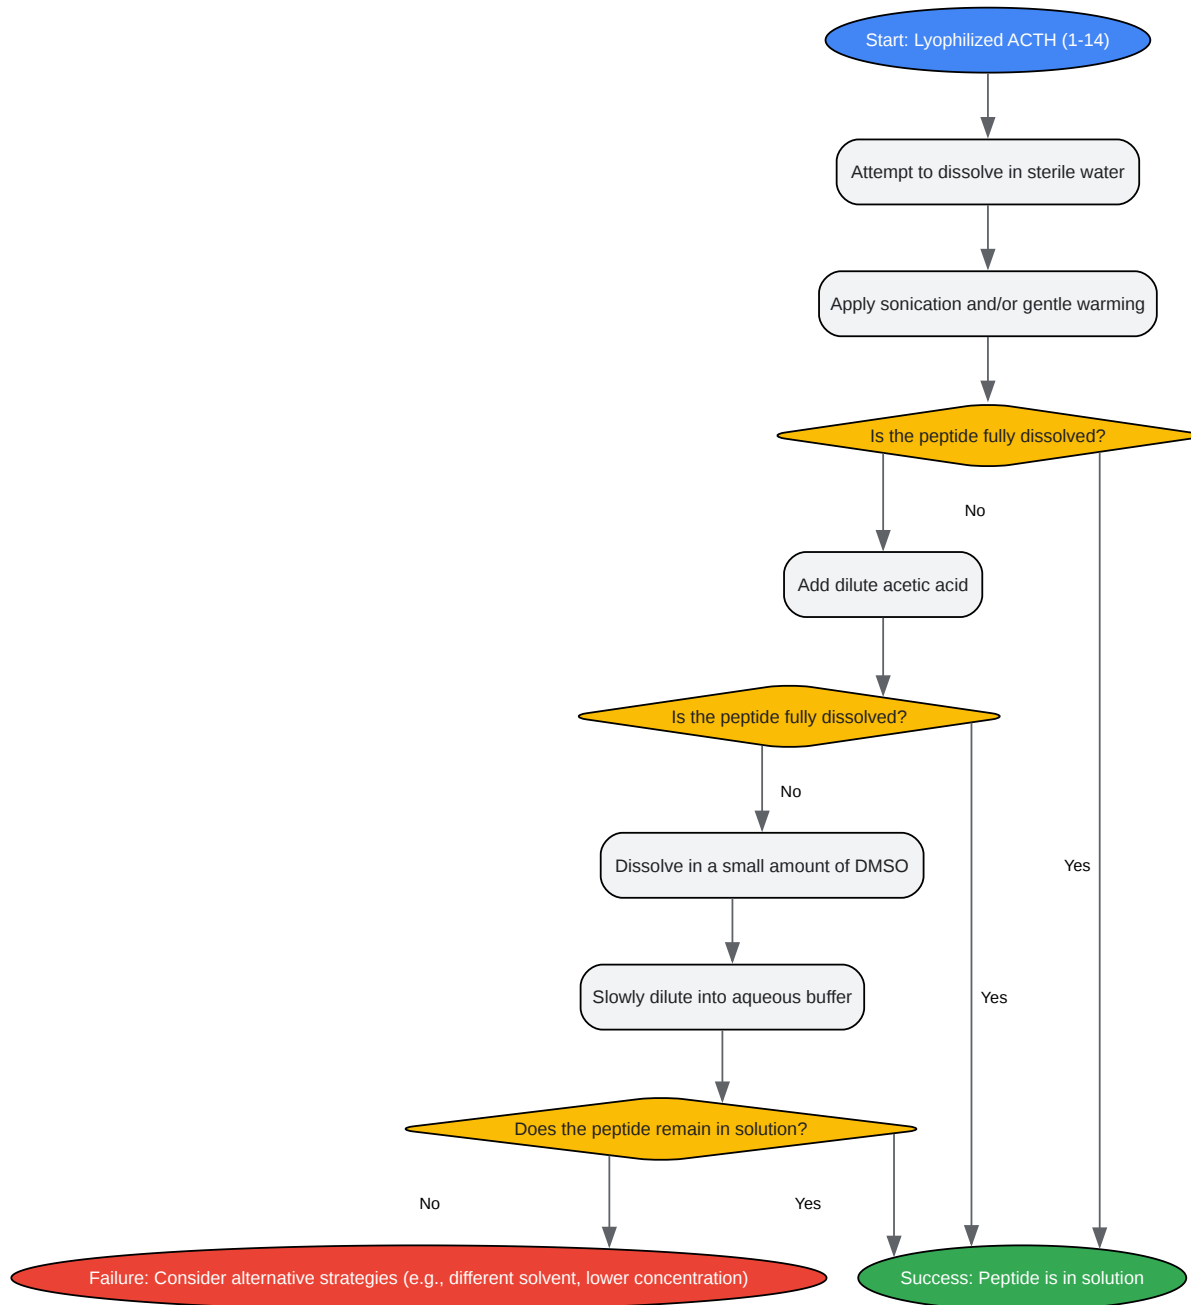 Start: Lyophilized ACTH (1-14)
Attempt to dissolve in sterile water
Apply sonication and/or gentle warming
Is the peptide fully dissolved?
No
Add dilute acetic acid
Is the peptide fully dissolved?
No
Dissolve in a small amount of DMSO
Yes
Slowly dilute into aqueous buffer
Yes
Does the peptide remain in solution?
No
Yes
Failure: Consider alternative strategies (e.g., different solvent, lower concentration)
Success: Peptide is in solution